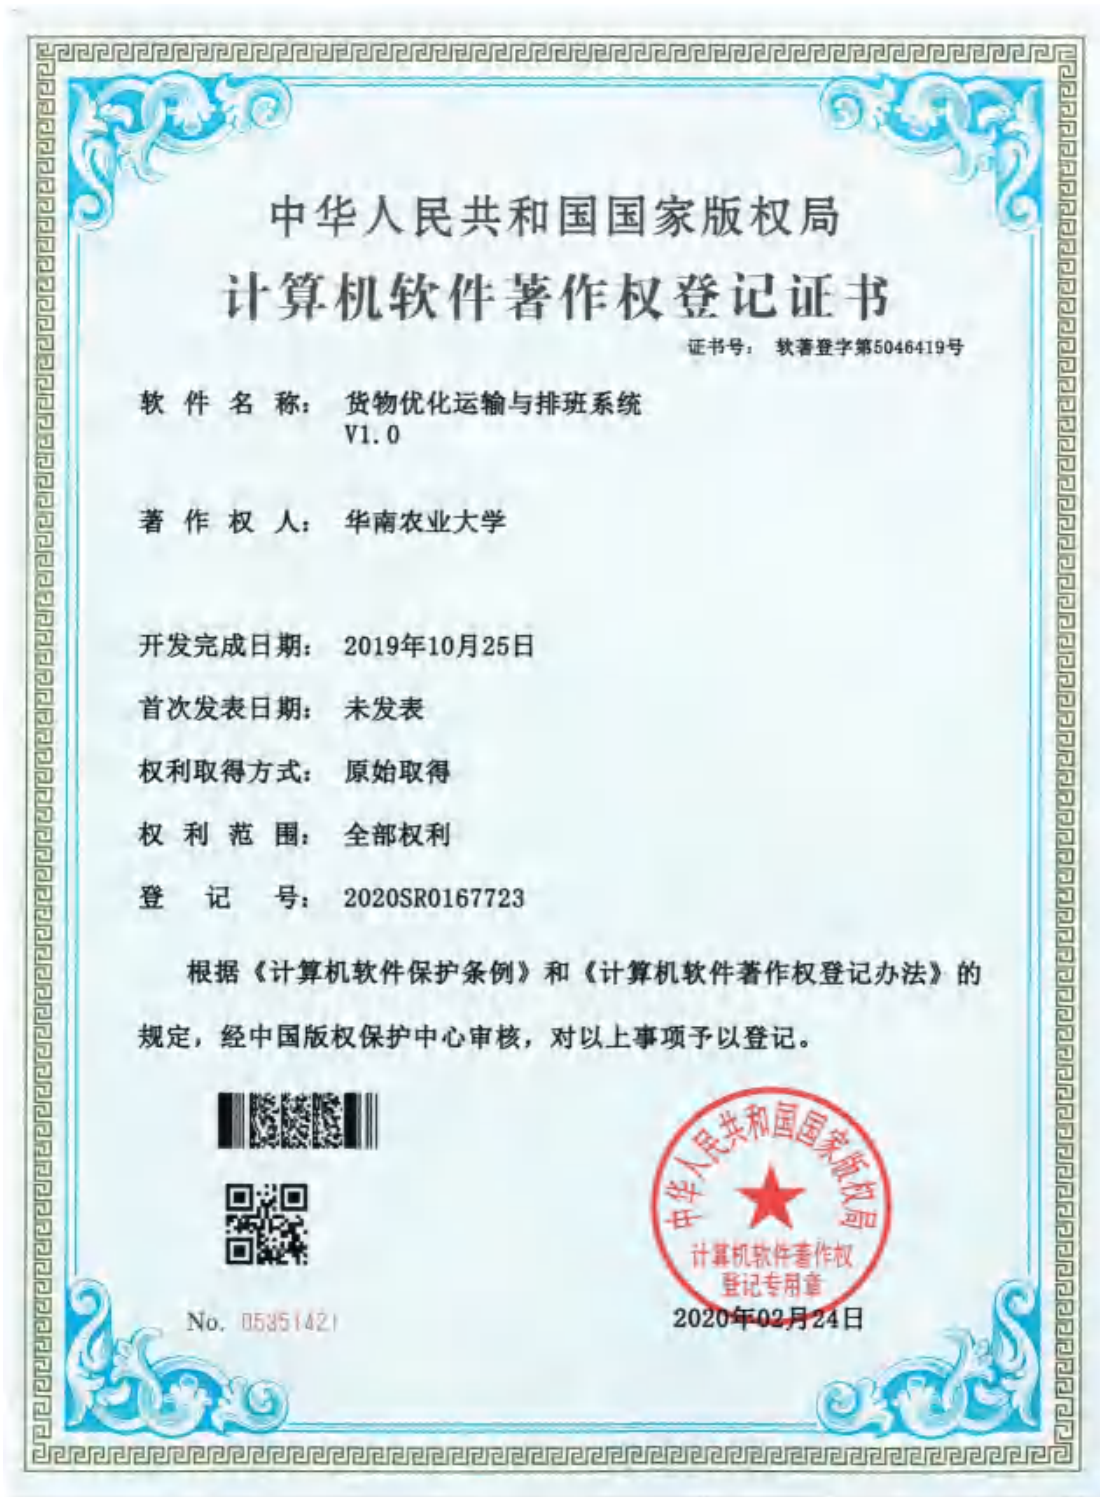 中华人民共和国国家版权局
计算机软件著作权登记证书
证书号： 软著登字第5046419号
软件名称： 货物优化运输与排班系统
V1.0
著作权人： 华南农业大学
开发完成日期： 2019年10月25日
首次发表日期： 未发表
权利取得方式： 原始取得
权利范围： 全部权利
登记号： 2020SR0167723
根据《计算机软件保护条例》和《计算机软件著作权登记办法》的
规定，经中国版权保护中心审核，对以上事项予以登记。
中华人民共和国国家版权局
计算机软件著作权
登记专用章
No. 05351421
2020年02月24日